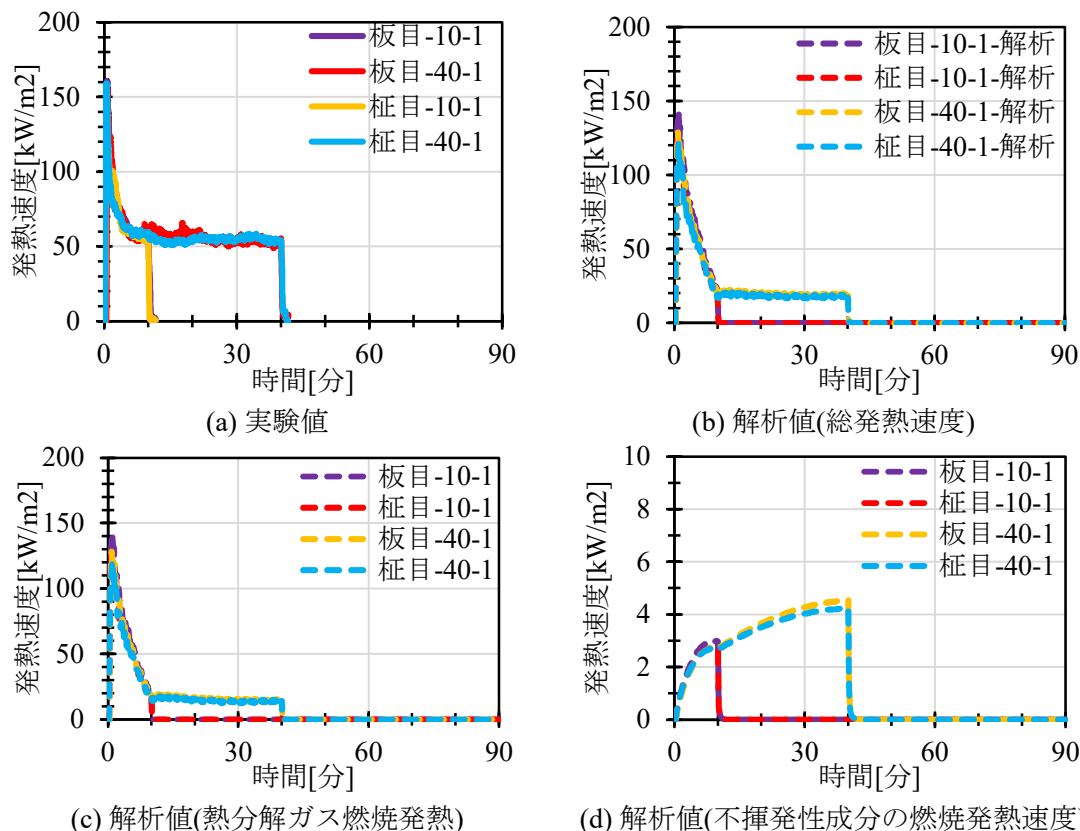 200
150
100
50
0
発熱速度[kW/m2]
板目-10-1
板目-40-1
柾目-10-1
柾目-40-1
0
30
60
90
時間[分]
(a) 実験値
200
150
100
50
0
発熱速度[kW/m2]
板目-10-1-解析
柾目-10-1-解析
板目-40-1-解析
柾目-40-1-解析
0
30
60
90
時間[分]
(b) 解析値(総発熱速度)
200
150
100
50
0
発熱速度[kW/m2]
板目-10-1
柾目-10-1
板目-40-1
柾目-40-1
0
30
60
90
時間[分]
(c) 解析値(熱分解ガス燃焼発熱)
10
8
6
4
2
0
発熱速度[kW/m2]
板目-10-1
柾目-10-1
板目-40-1
柾目-40-1
0
30
60
90
時間[分]
(d) 解析値(不揮発性成分の燃焼発熱速度